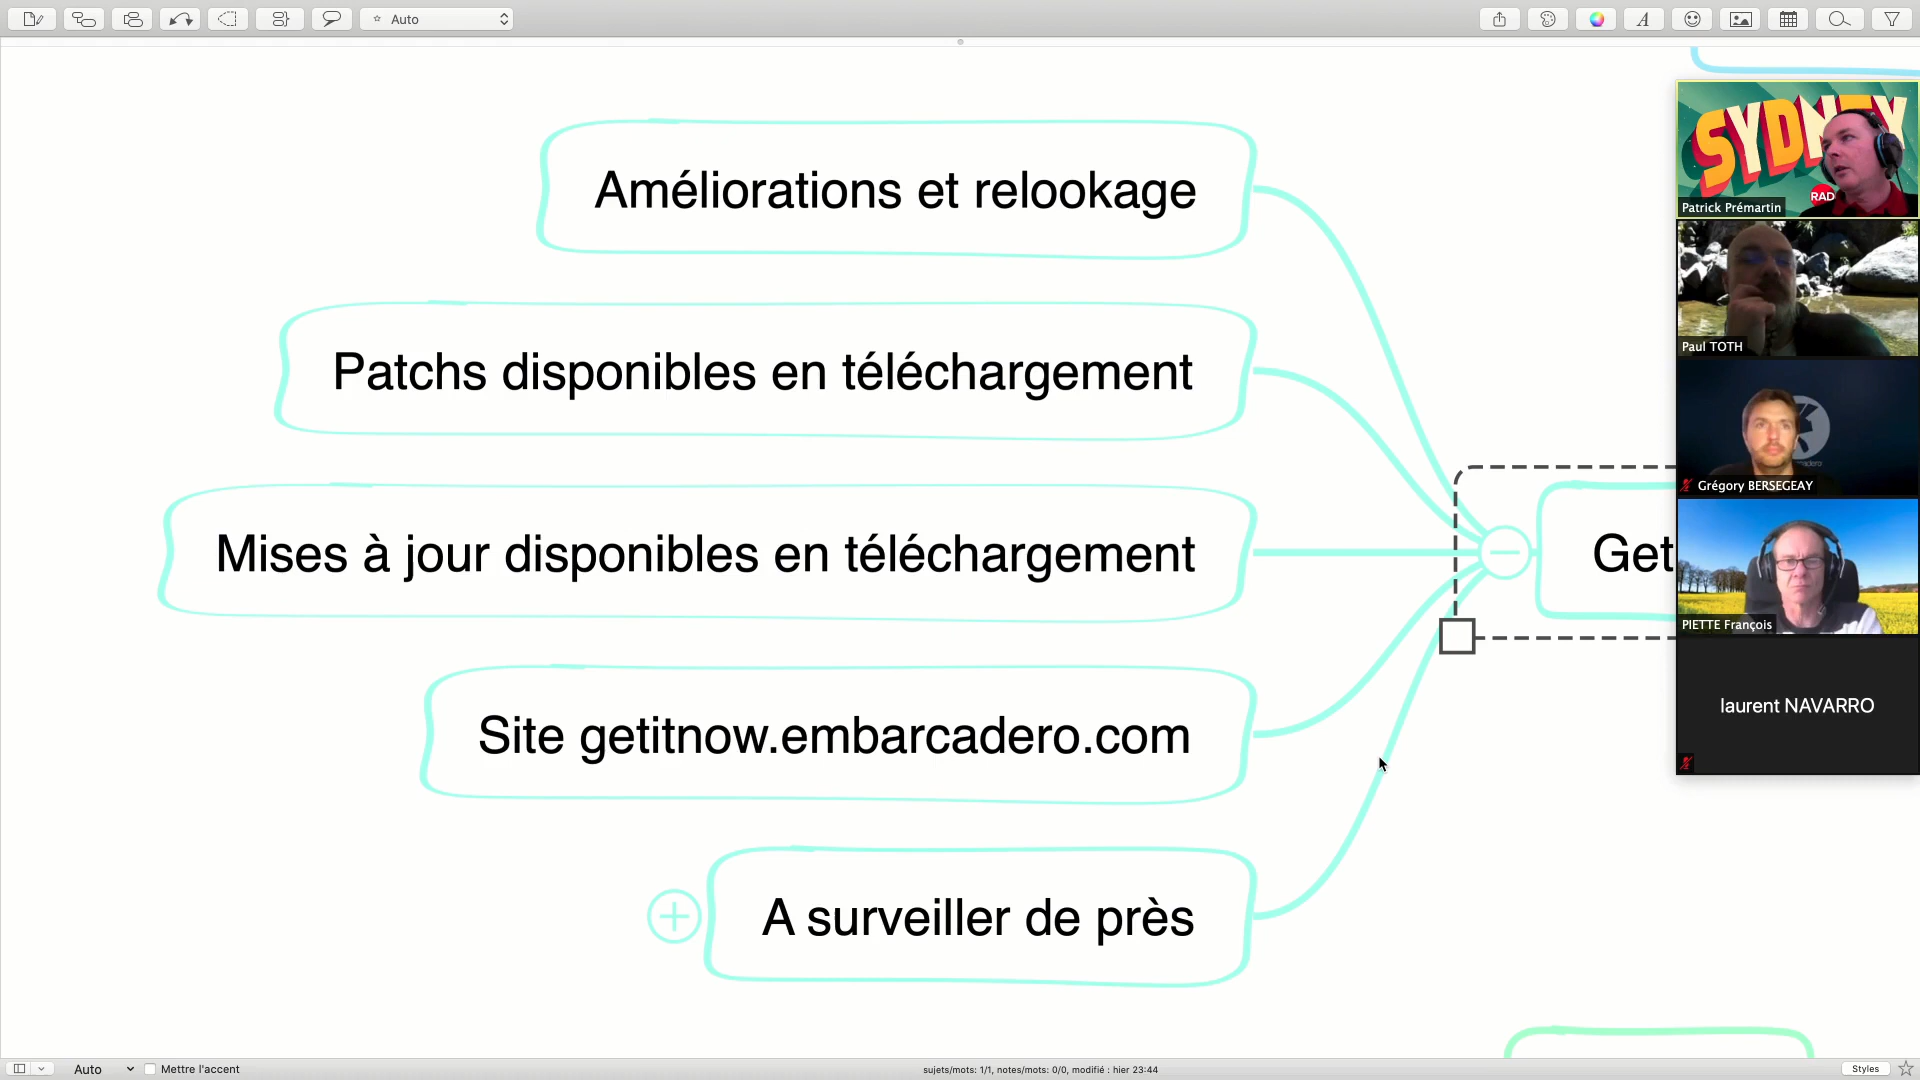 Auto
Améliorations et relookage
Patchs disponibles en téléchargement
Mises à jour disponibles en téléchargement
Get
Site getitnow.embarcadero.com
A surveiller de près
SYDNEY
RAD
Patrick Prémartin
Paul TOTH
Grégory BERSEGEAY
PIETTE François
laurent NAVARRO
Auto
Mettre l'accent
sujets/mots: 1/1, notes/mots: 0/0, modifié : hier 23:44
Styles